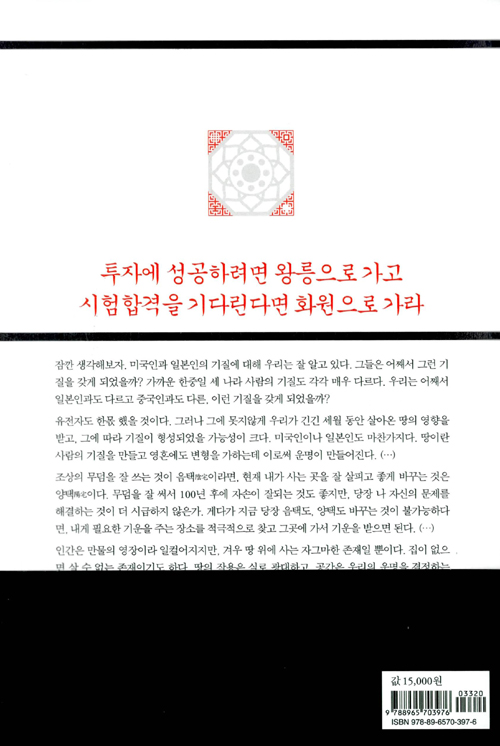 투자에 성공하려면 왕릉으로 가고
시험합격을 기다린다면 화원으로 가라
잠깐 생각해보자. 미국인과 일본인의 기질에 대해 우리는 잘 알고 있다. 그들은 어째서 그런 기
질을 갖게 되었을까? 가까운 한중일 세 나라 사람의 기질도 각각 매우 다르다. 우리는 어째서
일본인과도 다르고 중국인과도 다른, 이런 기질을 갖게 되었을까?
유전자도 한몫 했을 것이다. 그러나 그에 못지않게 우리가 긴긴 세월 동안 살아온 땅의 영향을
받고, 그에 따라 기질이 형성되었을 가능성이 크다. 미국인이나 일본인도 마찬가지다. 땅이란
사람의 기질을 만들고 영혼에도 변형을 가하는데 이로써 운명이 만들어진다. (…)
조상의 무덤을 잘 쓰는 것이 음택陰宅이라면, 현재 내가 사는 곳을 잘 살피고 좋게 바꾸는 것은
양택陽宅이다. 무덤을 잘 써서 100년 후에 자손이 잘되는 것도 좋지만, 당장 나 자신의 문제를
해결하는 것이 더 시급하지 않은가. 게다가 지금 당장 음택도, 양택도 바꾸는 것이 불가능하다
면, 내게 필요한 기운을 주는 장소를 적극적으로 찾고 그곳에 가서 기운을 받으면 된다. (…)
인간은 만물의 영장이라 일컬어지지만, 겨우 땅 위에 사는 자그마한 존재일 뿐이다. 집이 없으
면 살 수 없는 존재이기도 하다. 땅의 작용은 실로 광대하고, 공간은 우리의 운명을 결정하는
값 15,000원
03320
9 788965 703976
ISBN 978-89-6570-397-6